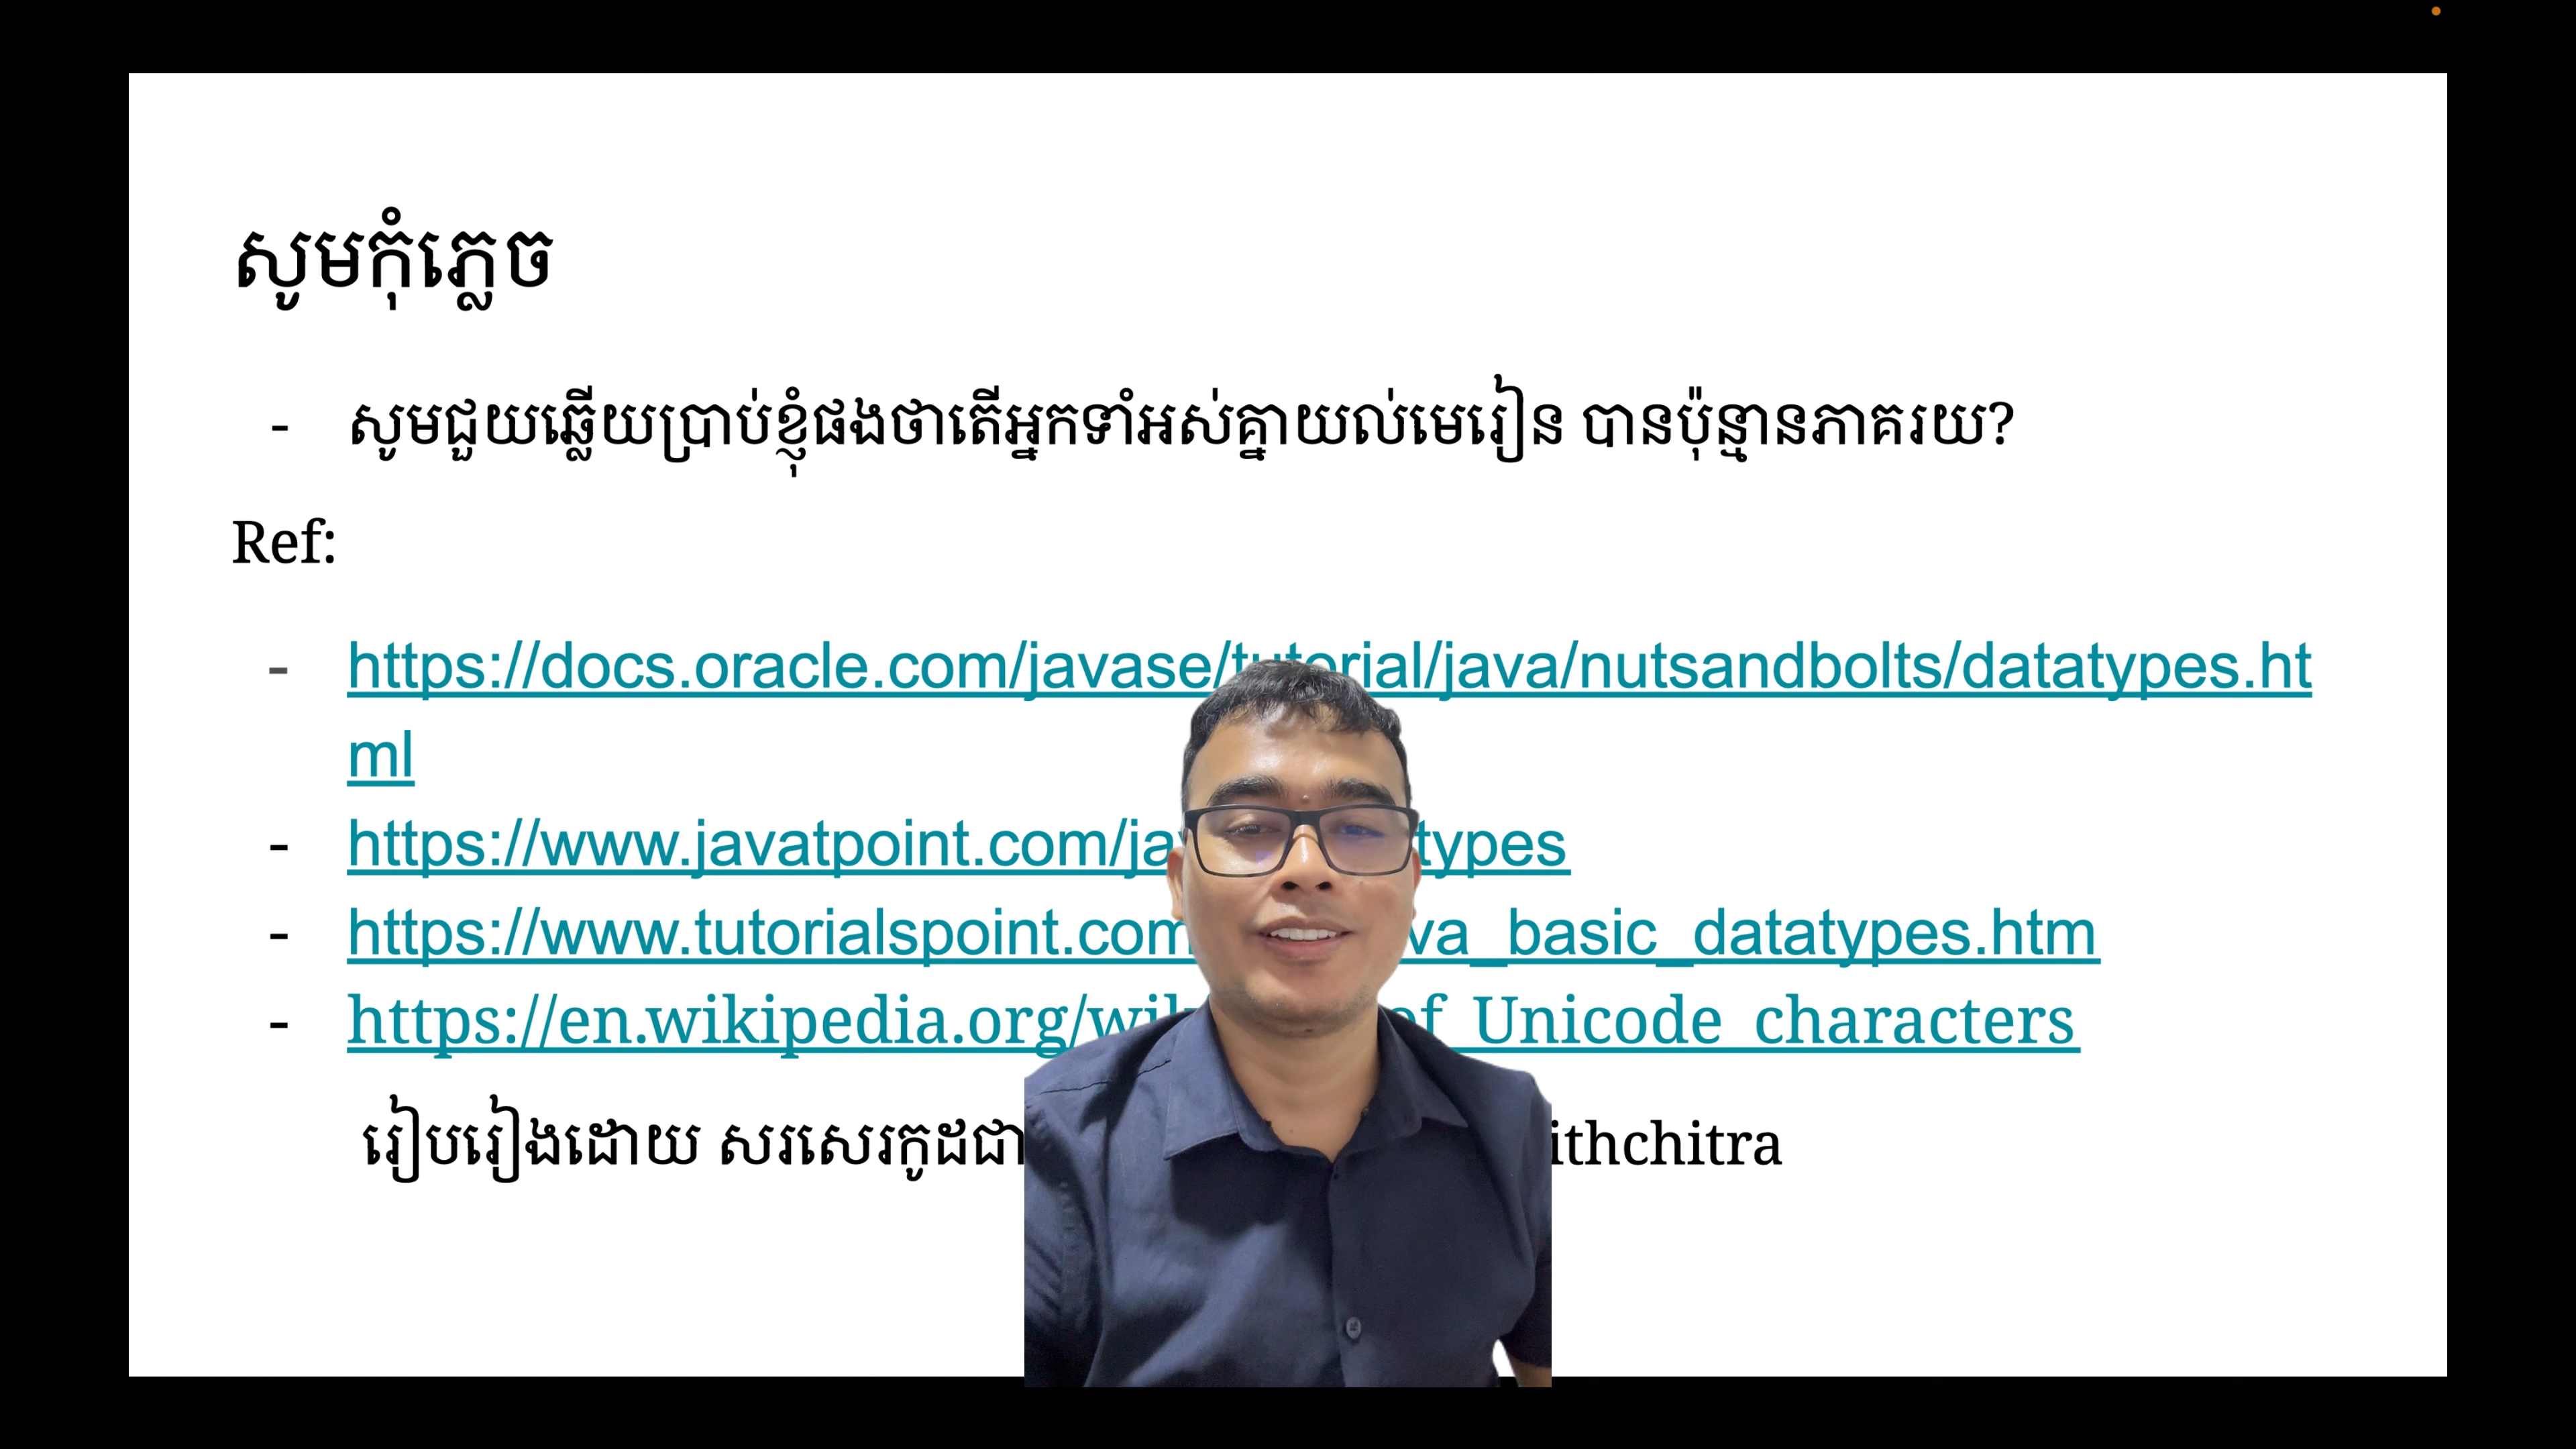 សូមកុំភ្លេច
- សូមជួយឆ្លើយប្រាប់ខ្ញុំផងថាតើអ្នកទាំអស់គ្នាយល់មេរៀន បានប៉ុន្មានភាគរយ?
Ref:
- https://docs.oracle.com/javase/tutorial/java/nutsandbolts/datatypes.ht
ml
- https://www.javatpoint.com/ja types
- https://www.tutorialspoint.com va_basic_datatypes.htm
- https://en.wikipedia.org/wik of_Unicode_characters
រៀបរៀងដោយ សរសេរកូដជា ithchitra